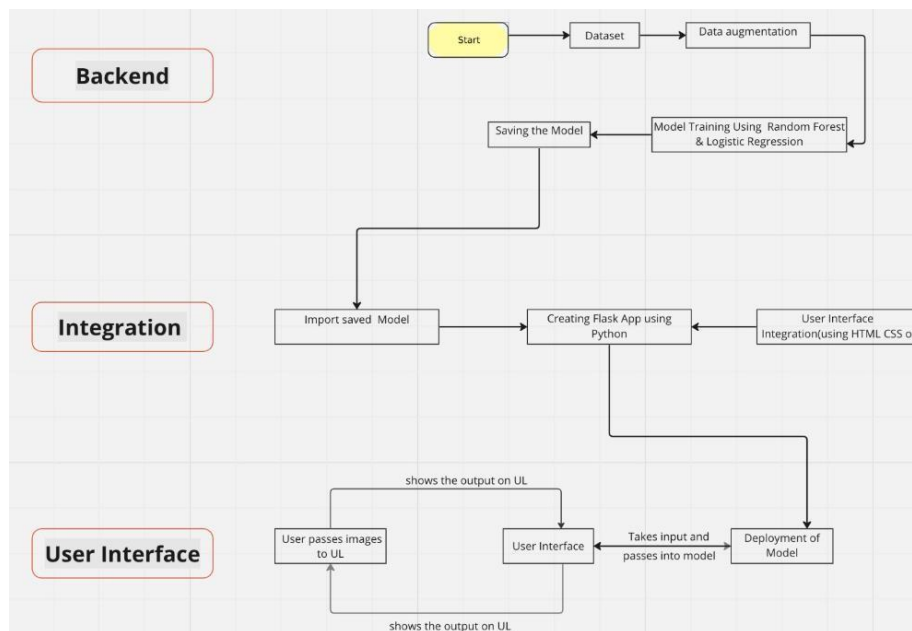 Start
Dataset
Data augmentation
Backend
Saving the Model
Model Training Using Random Forest
& Logistic Regression
Integration
Import saved Model
Creating Flask App using
Python
User Interface
Integration(using HTML CSS o
shows the output on UL
User Interface
User passes images
to UL
User Interface
Takes input and
passes into model
Deployment of
Model
shows the output on UL